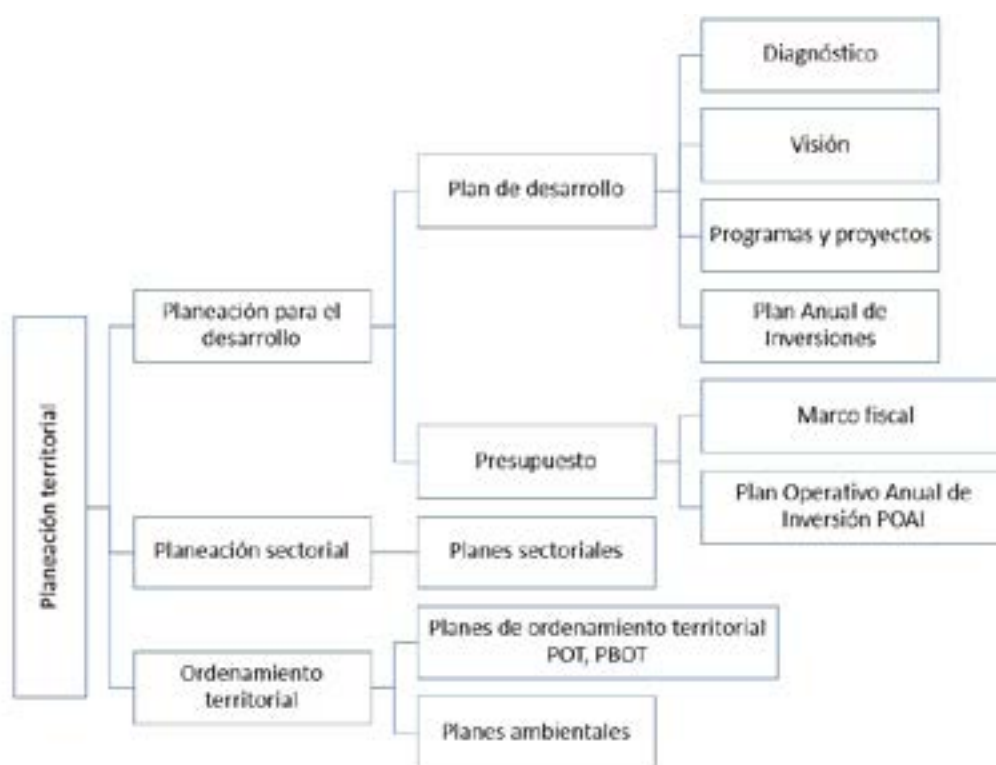 Planeación territorial
Planeación para el
desarrollo
Plan de desarrollo
Diagnóstico
Visión
Programas y proyectos
Plan Anual de
Inversiones
Presupuesto
Marco fiscal
Plan Operativo Anual de
Inversión POAI
Planeación sectorial
Planes sectoriales
Ordenamiento
territorial
Planes de ordenamiento territorial
POT, PBOT
Planes ambientales